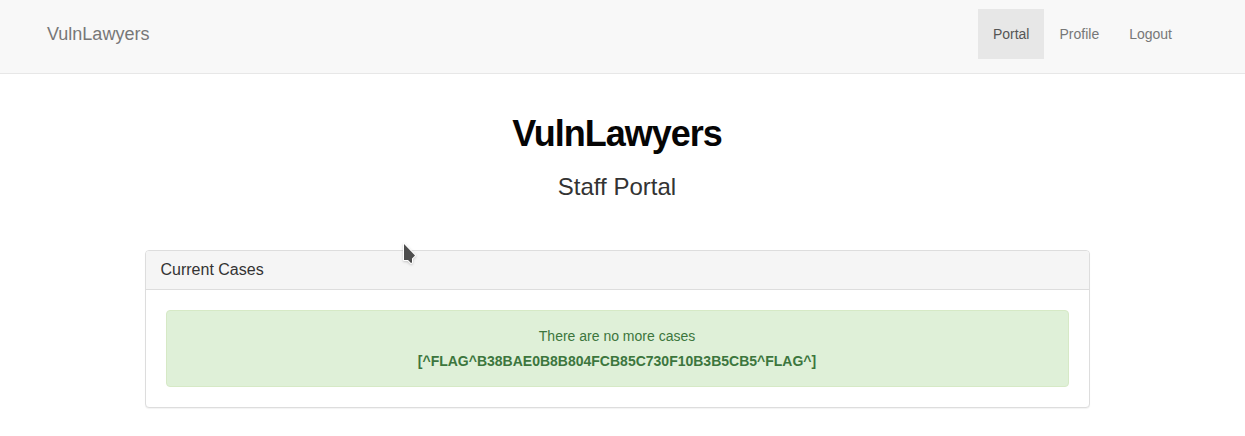 VulnLawyers Portal Profile Logout
VulnLawyers
Staff Portal
Current Cases
There are no more cases
[^FLAG^B38BAE0B8B804FCB85C730F10B3B5CB5^FLAG^]